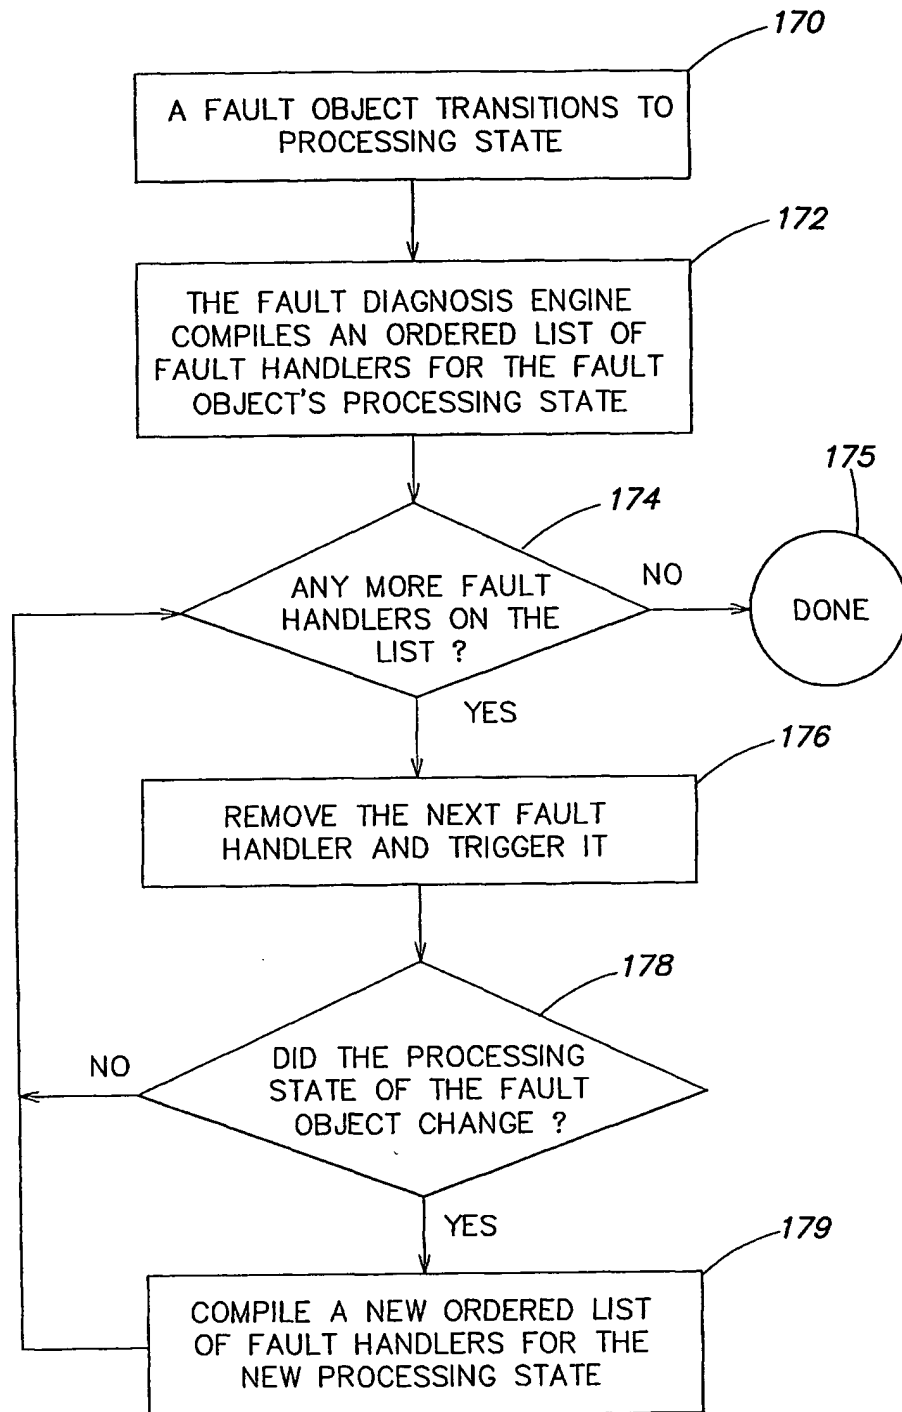 170
A FAULT OBJECT TRANSITIONS TO
PROCESSING STATE
172
THE FAULT DIAGNOSIS ENGINE
COMPILES AN ORDERED LIST OF
FAULT HANDLERS FOR THE FAULT
OBJECT'S PROCESSING STATE
175
174
ANY MORE FAULT
HANDLERS ON THE
LIST ?
NO
DONE
YES
176
REMOVE THE NEXT FAULT
HANDLER AND TRIGGER IT
178
DID THE PROCESSING
STATE OF THE FAULT
OBJECT CHANGE ?
NO
YES
179
COMPILE A NEW ORDERED LIST
OF FAULT HANDLERS FOR THE
NEW PROCESSING STATE